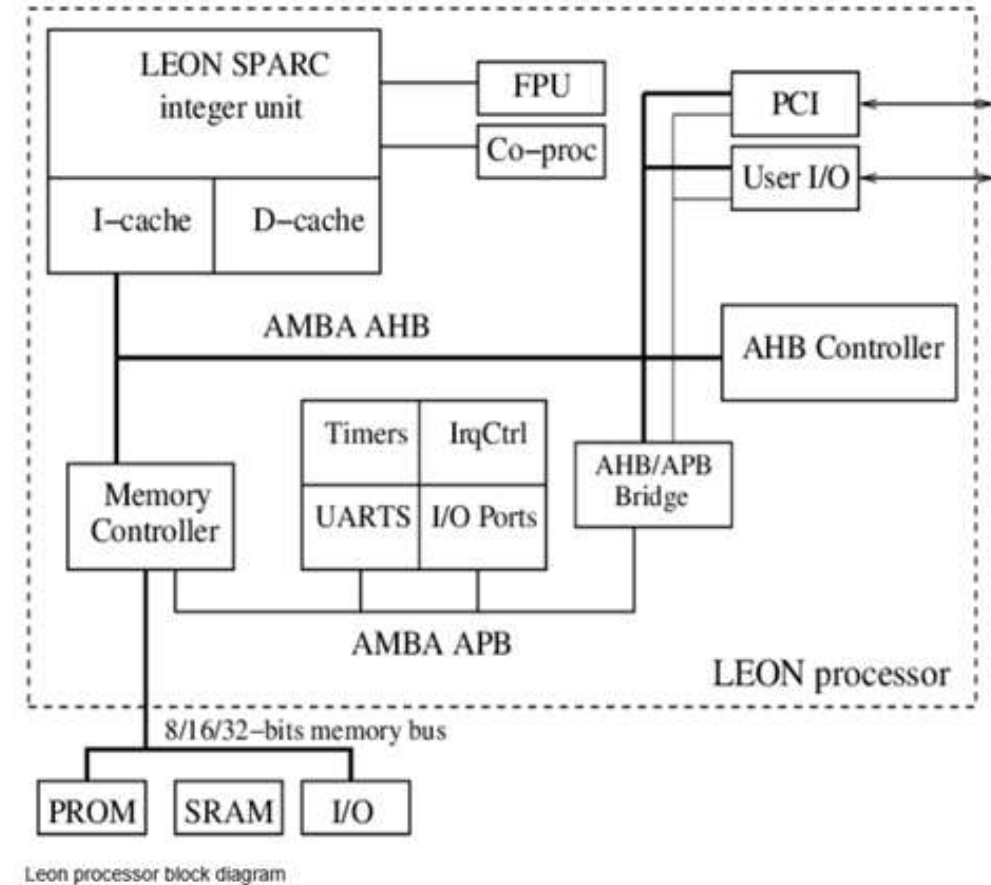 LEON SPARC
integer unit
I-cache
D-cache
FPU
Co-proc
PCI
User I/O
AMBA AHB
AHB Controller
Timers
IrqCtrl
UARTS
I/O Ports
AHB/APB
Bridge
Memory
Controller
AMBA APB
LEON processor
8/16/32-bits memory bus
PROM
SRAM
I/O
Leon processor block diagram